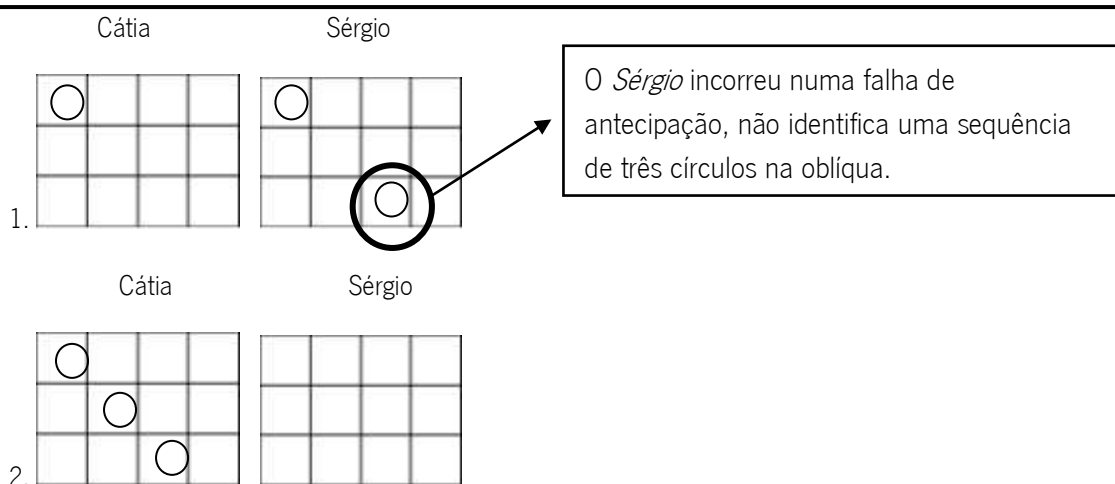 Cátia Sérgio
O Sérgio incorreu numa falha de
antecipação, não identifica uma sequência
de três círculos na oblíqua.
1.
Cátia Sérgio
2.